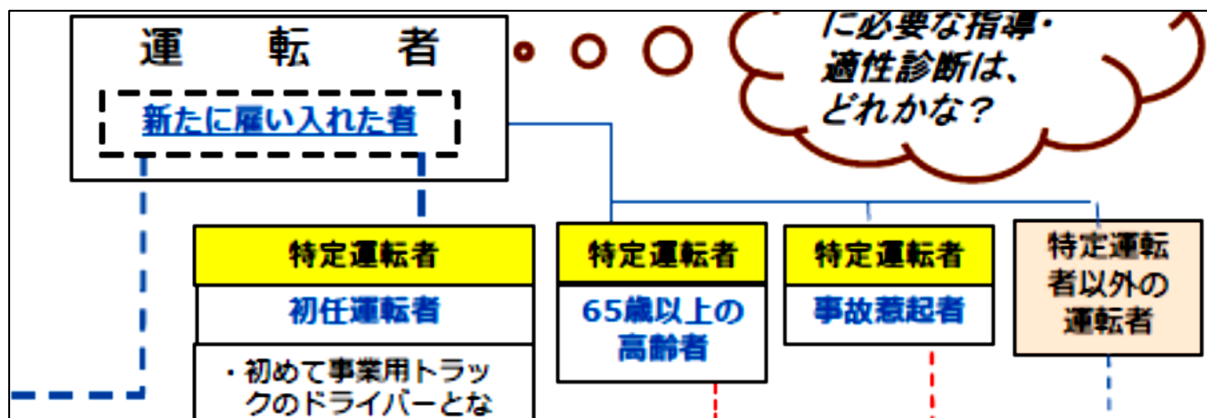 運転者
に必要な指導・
適性診断は、
どれかな？
新たに雇い入れた者
特定運転者
初任運転者
・初めて事業用トラッ
クのドライバーとな
特定運転者
65歳以上の
高齢者
特定運転者
事故惹起者
特定運転
者以外の
運転者